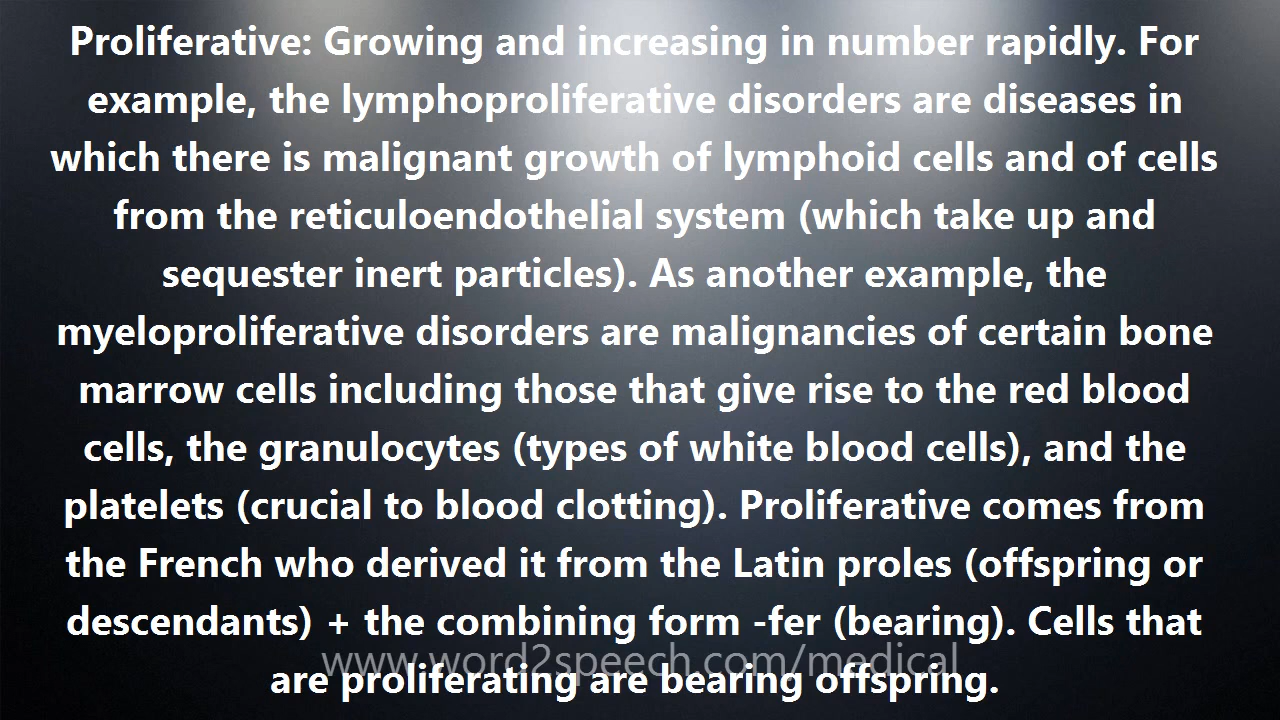 Proliferative: Growing and increasing in number rapidly. For
example, the lymphoproliferative disorders are diseases in
which there is malignant growth of lymphoid cells and of cells
from the reticuloendothelial system (which take up and
sequester inert particles). As another example, the
myeloproliferative disorders are malignancies of certain bone
marrow cells including those that give rise to the red blood
cells, the granulocytes (types of white blood cells), and the
platelets (crucial to blood clotting). Proliferative comes from
the French who derived it from the Latin proles (offspring or
descendants) + the combining form -fer (bearing). Cells that
www.word2speech.com/medical
are proliferating are bearing offspring.